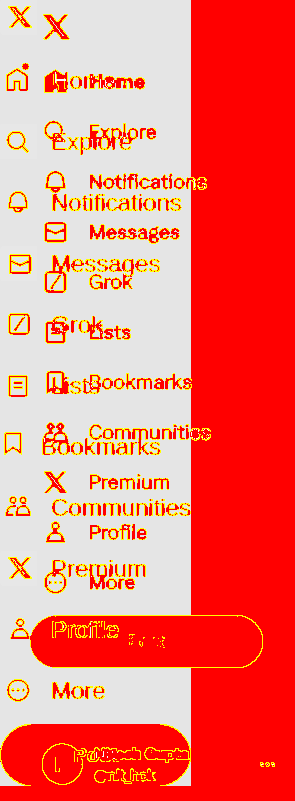 Home
Home
Explore
Explore
Notifications
Notifications
Messages
Messages
Grok
Grok
Lists
Lists
Bookmarks
Bookmarks
Communities
Communities
Premium
Premium
Profile
More
Profile
Post
More